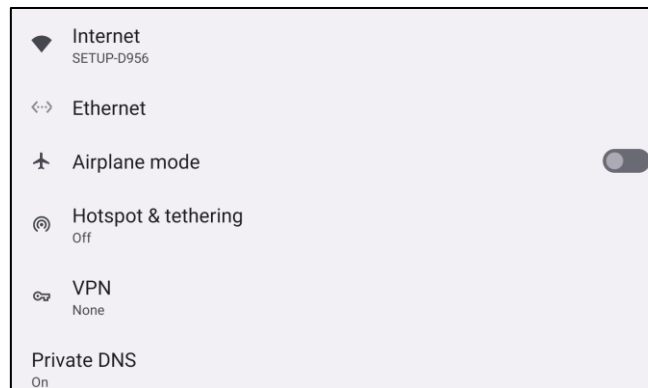 Internet
SETUP-D956
Ethernet
Airplane mode
Hotspot & tethering
Off
VPN
None
Private DNS
On